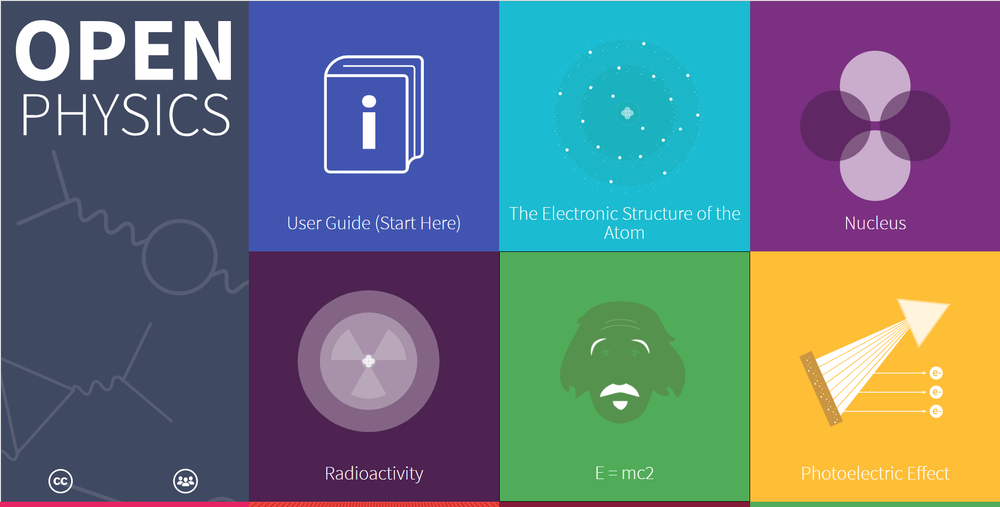 OPEN
PHYSICS
i
User Guide (Start Here)
The Electronic Structure of the
Atom
Nucleus
Radioactivity
E = mc2
e-
e-
e-
Photoelectric Effect
cc